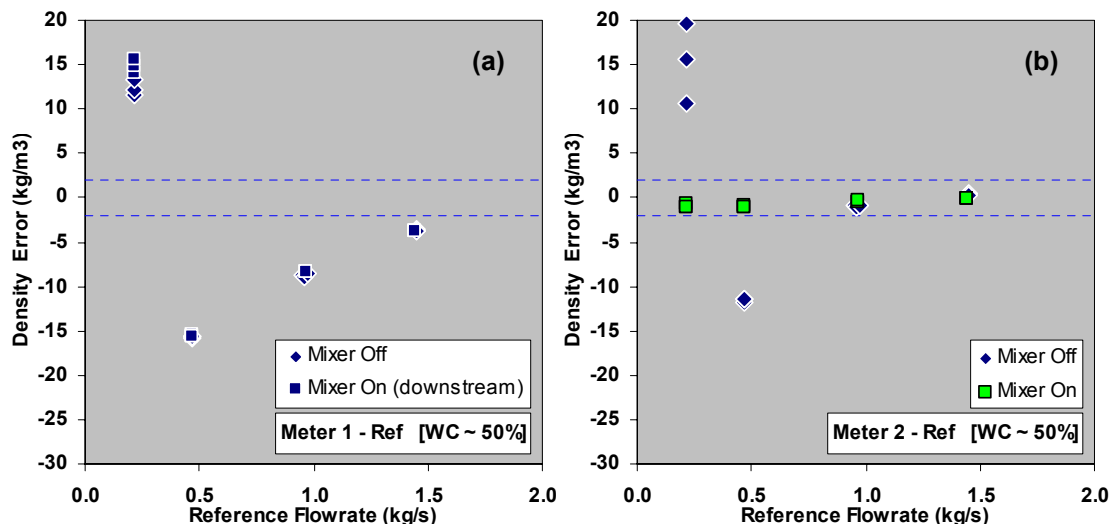 20
15
10
5
0
-5
-10
-15
-20
-25
-30
Density Error (kg/m3)
(a)
Mixer Off
Mixer On (downstream)
Meter 1 - Ref [WC ~ 50%]
0.0 0.5 1.0 1.5 2.0
Reference Flowrate (kg/s)
20
15
10
5
0
-5
-10
-15
-20
-25
-30
Density Error (kg/m3)
(b)
Mixer Off
Mixer On
Meter 2 - Ref [WC ~ 50%]
0.0 0.5 1.0 1.5 2.0
Reference Flowrate (kg/s)